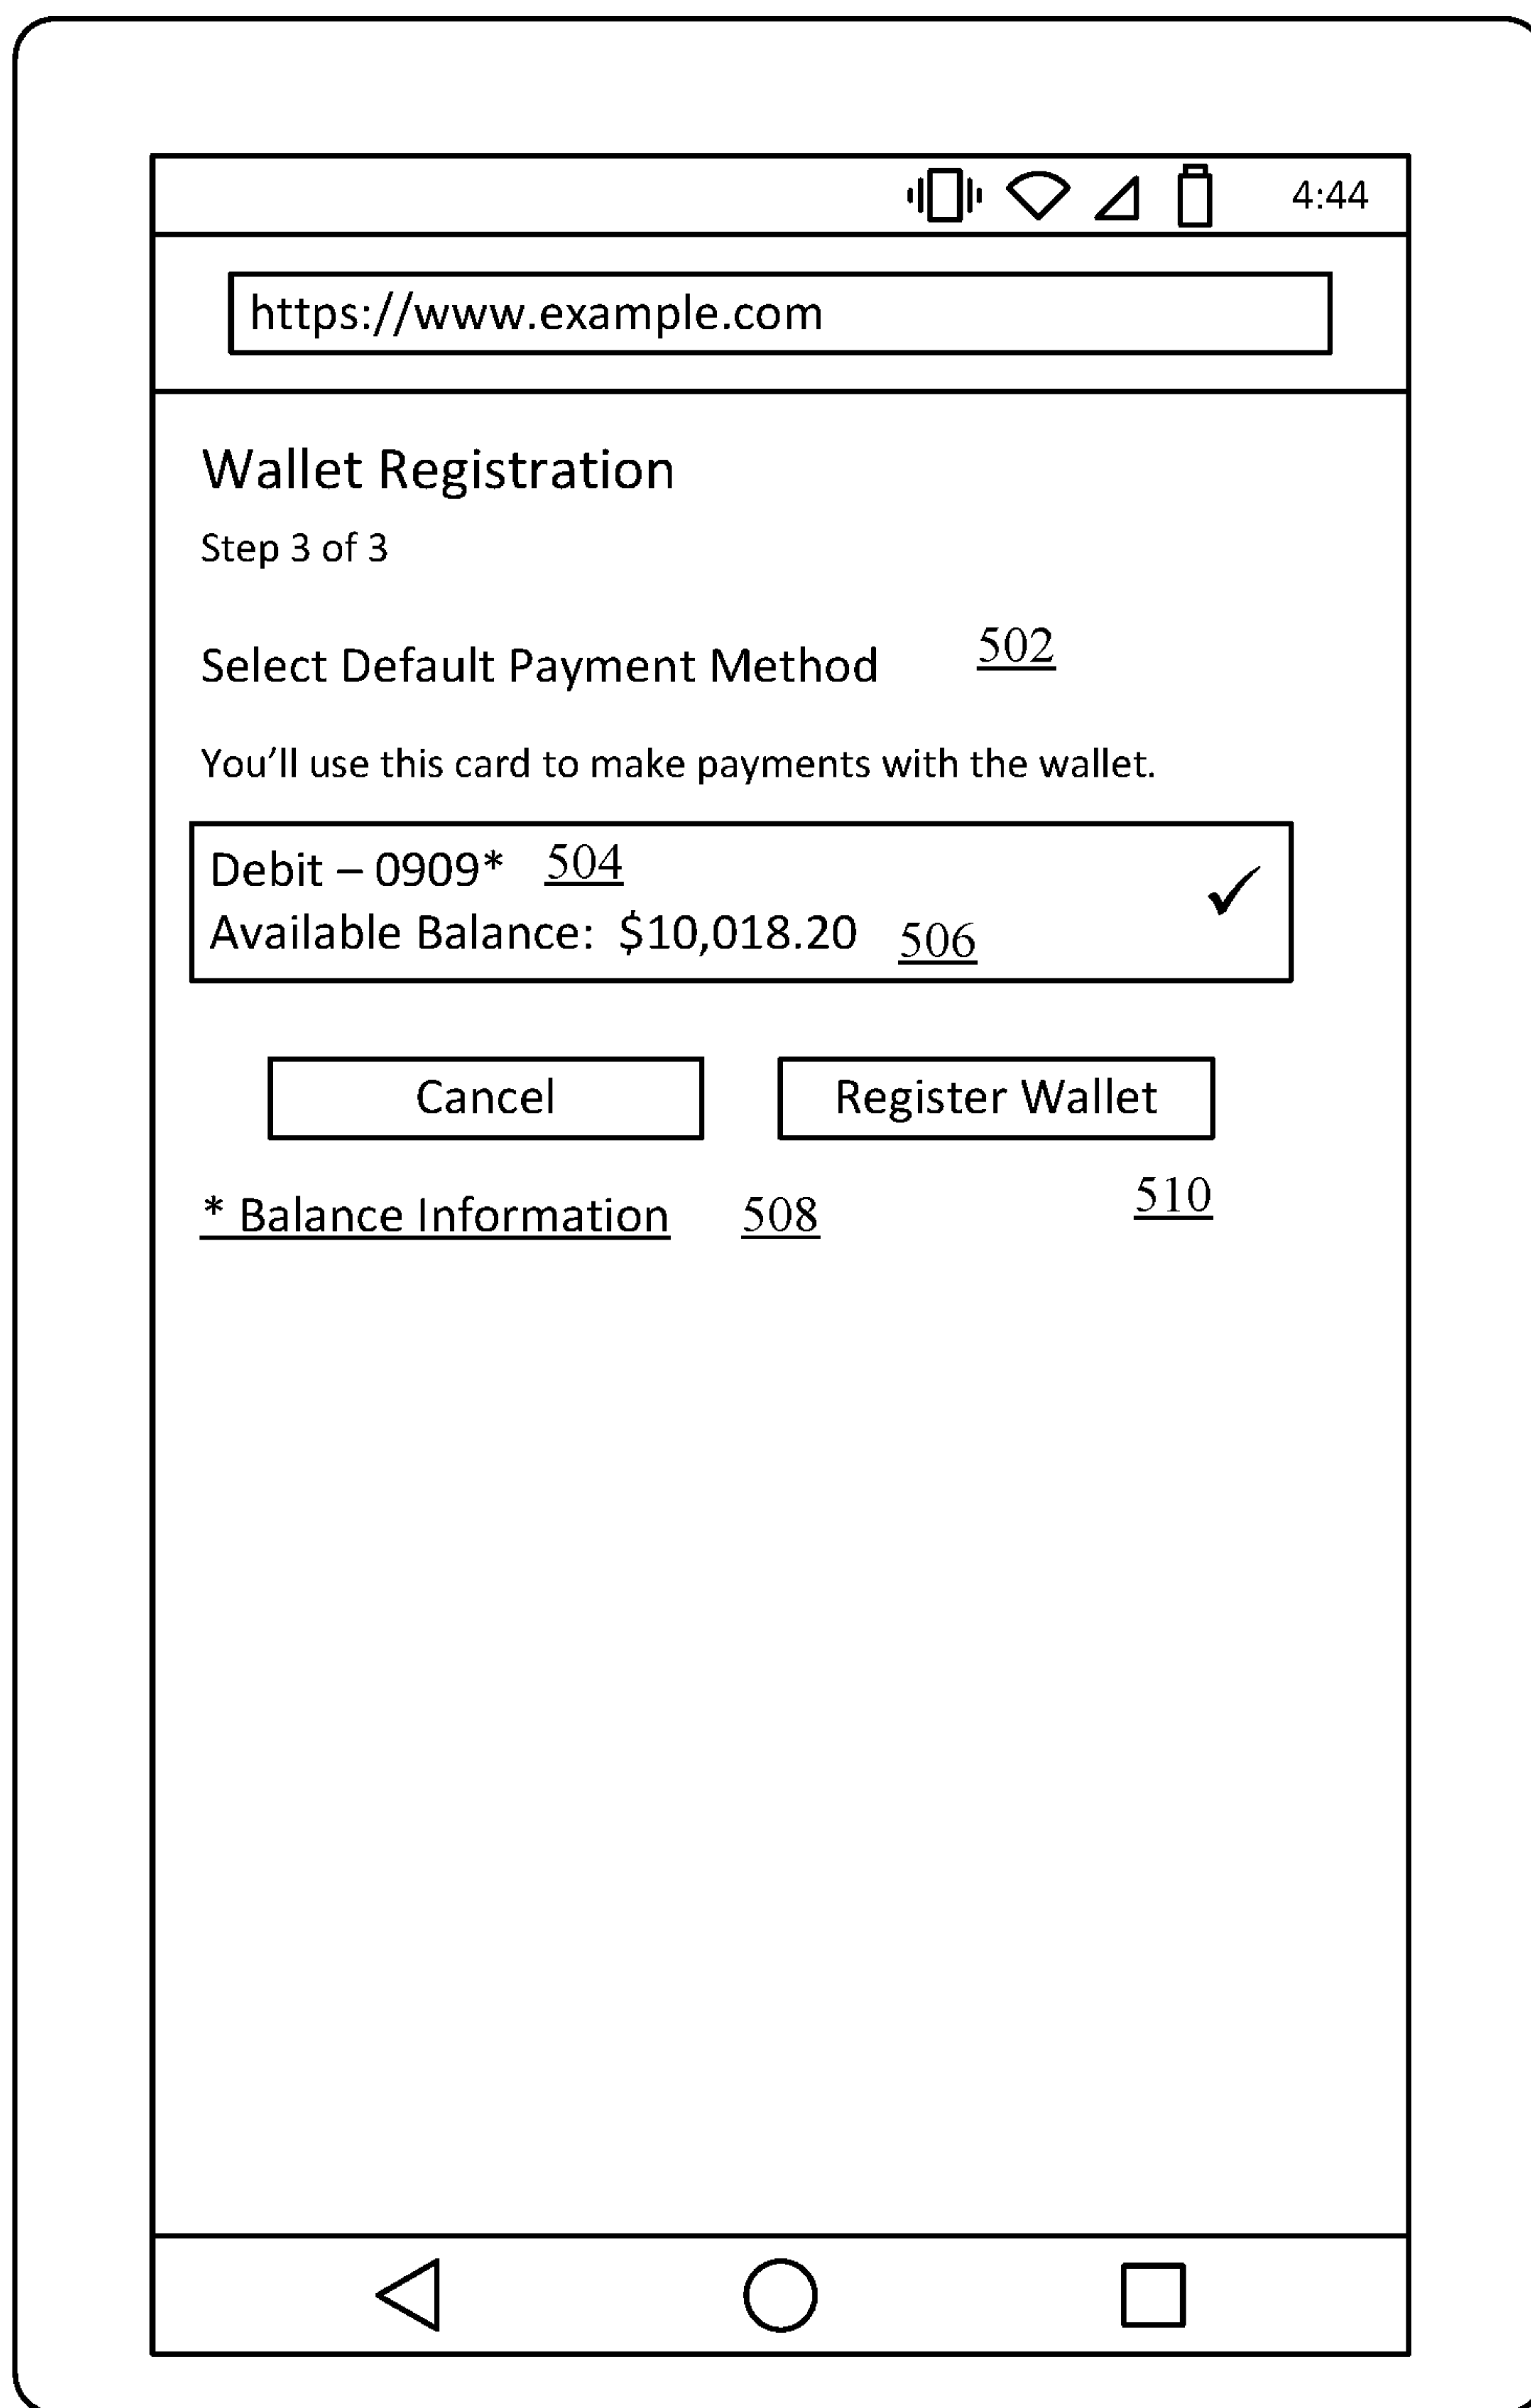 4:44
https://www.example.com
Wallet Registration
Step 3 of 3
Select Default Payment Method 502
You’ll use this card to make payments with the wallet.
Debit – 0909* 504
Available Balance: $10,018.20 506
Cancel Register Wallet
* Balance Information 508 510